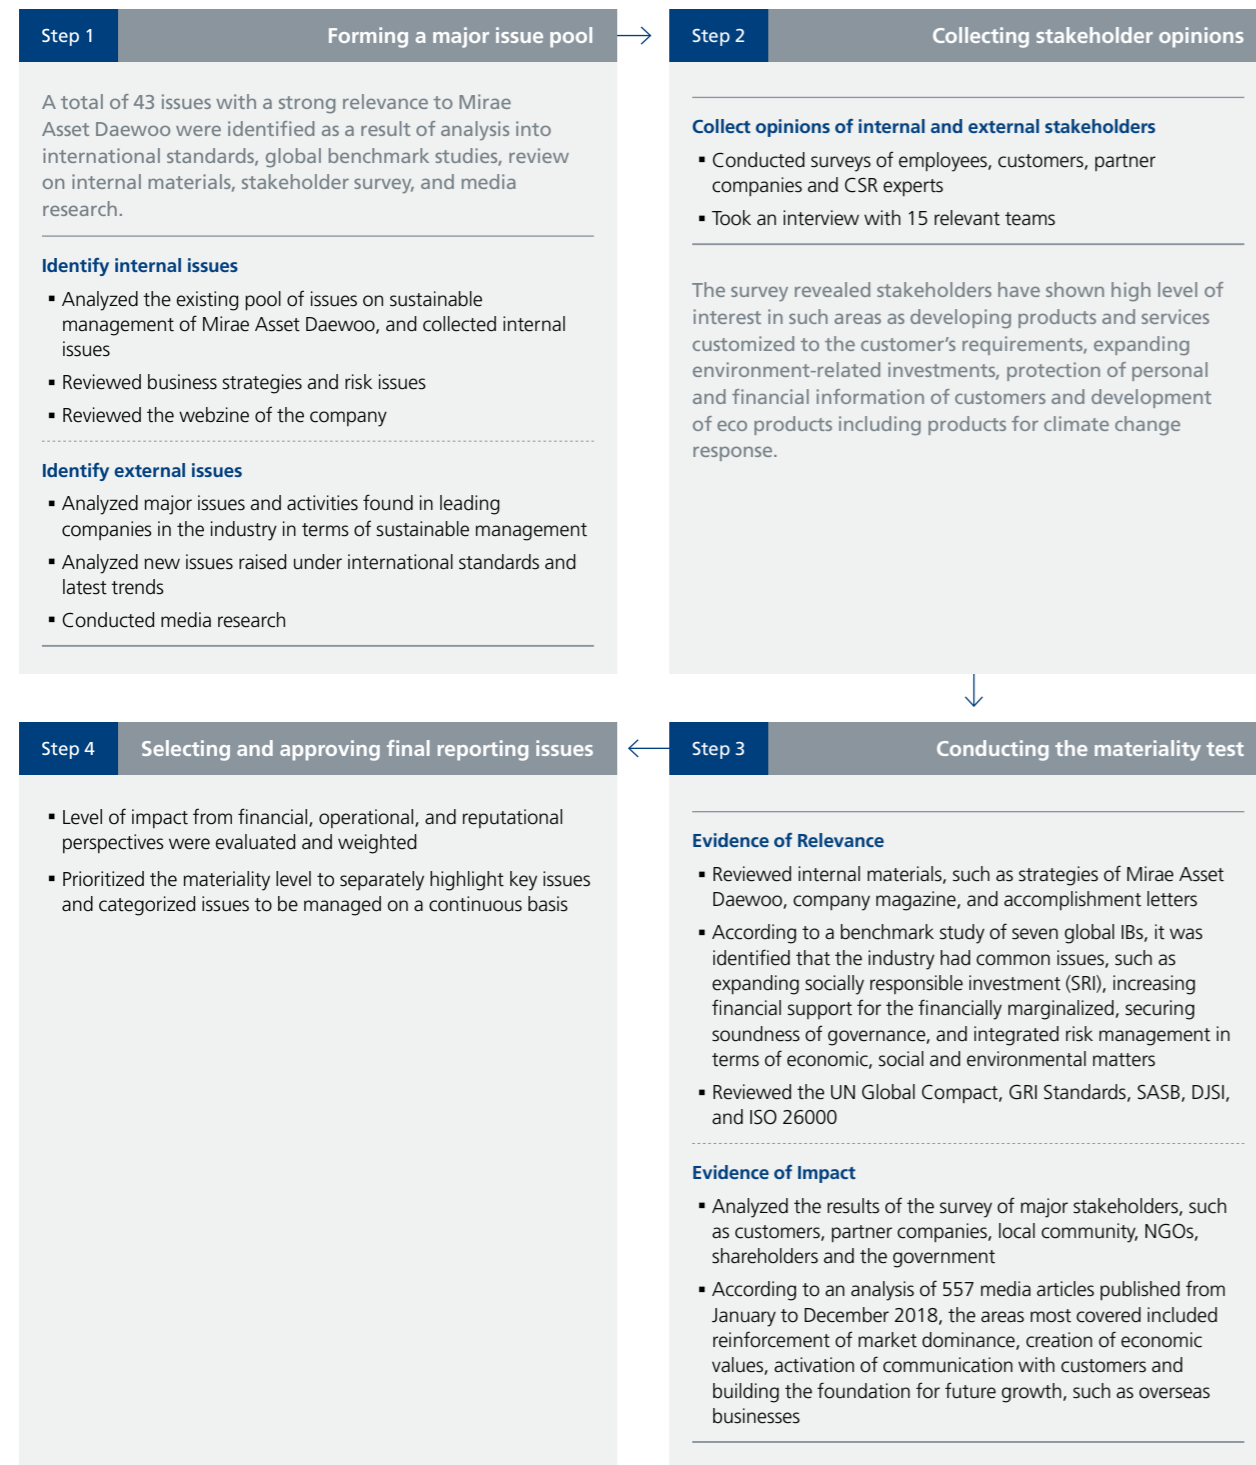 Step 1
Forming a major issue pool
A total of 43 issues with a strong relevance to Mirae
Asset Daewoo were identified as a result of analysis into
international standards, global benchmark studies, review
on internal materials, stakeholder survey, and media
research.
Identify internal issues
▪ Analyzed the existing pool of issues on sustainable
management of Mirae Asset Daewoo, and collected internal
issues
▪ Reviewed business strategies and risk issues
▪ Reviewed the webzine of the company
Identify external issues
▪ Analyzed major issues and activities found in leading
companies in the industry in terms of sustainable management
▪ Analyzed new issues raised under international standards and
latest trends
▪ Conducted media research
Step 2
Collecting stakeholder opinions
Collect opinions of internal and external stakeholders
▪ Conducted surveys of employees, customers, partner
companies and CSR experts
▪ Took an interview with 15 relevant teams
The survey revealed stakeholders have shown high level of
interest in such areas as developing products and services
customized to the customer’s requirements, expanding
environment-related investments, protection of personal
and financial information of customers and development
of eco products including products for climate change
response.
Step 3
Conducting the materiality test
Evidence of Relevance
▪ Reviewed internal materials, such as strategies of Mirae Asset
Daewoo, company magazine, and accomplishment letters
▪ According to a benchmark study of seven global IBs, it was
identified that the industry had common issues, such as
expanding socially responsible investment (SRI), increasing
financial support for the financially marginalized, securing
soundness of governance, and integrated risk management in
terms of economic, social and environmental matters
▪ Reviewed the UN Global Compact, GRI Standards, SASB, DJSI,
and ISO 26000
Evidence of Impact
▪ Analyzed the results of the survey of major stakeholders, such
as customers, partner companies, local community, NGOs,
shareholders and the government
▪ According to an analysis of 557 media articles published from
January to December 2018, the areas most covered included
reinforcement of market dominance, creation of economic
values, activation of communication with customers and
building the foundation for future growth, such as overseas
businesses
Step 4
Selecting and approving final reporting issues
▪ Level of impact from financial, operational, and reputational
perspectives were evaluated and weighted
▪ Prioritized the materiality level to separately highlight key issues
and categorized issues to be managed on a continuous basis